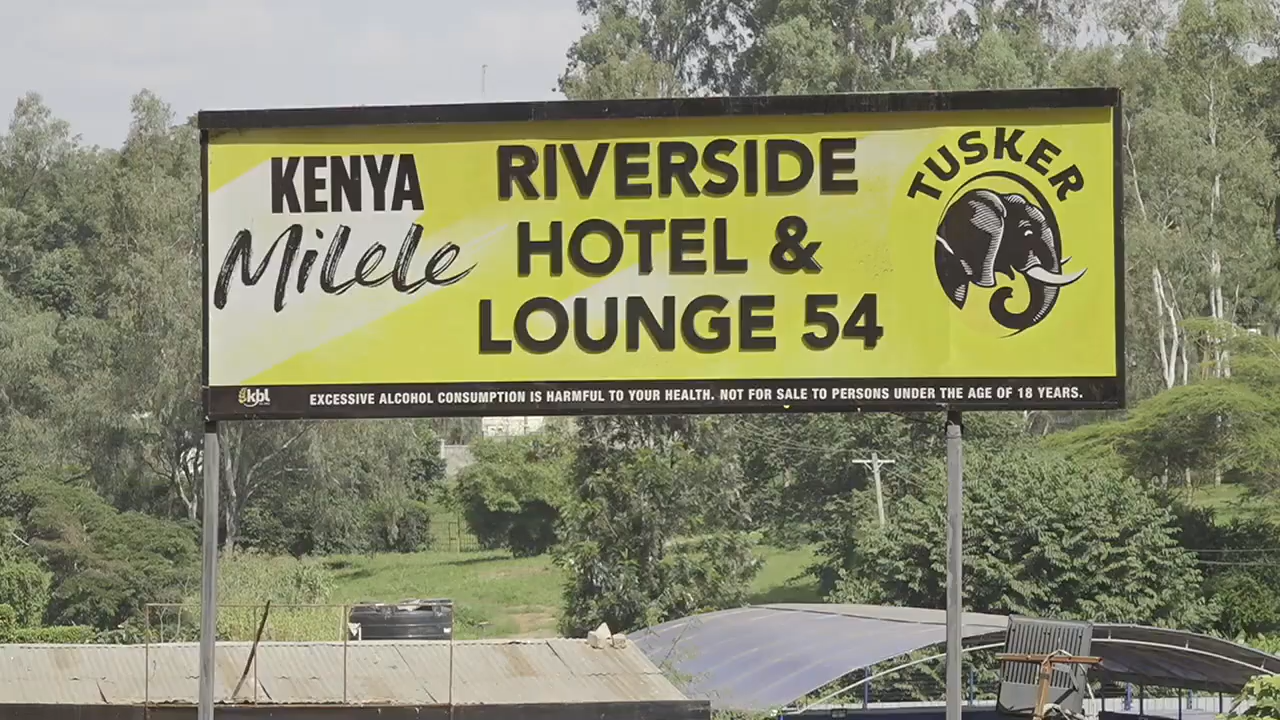 KENYA
Milele
RIVERSIDE
HOTEL &
LOUNGE 54
TUSKER
kbl
EXCESSIVE ALCOHOL CONSUMPTION IS HARMFUL TO YOUR HEALTH. NOT FOR SALE TO PERSONS UNDER THE AGE OF 18 YEARS.